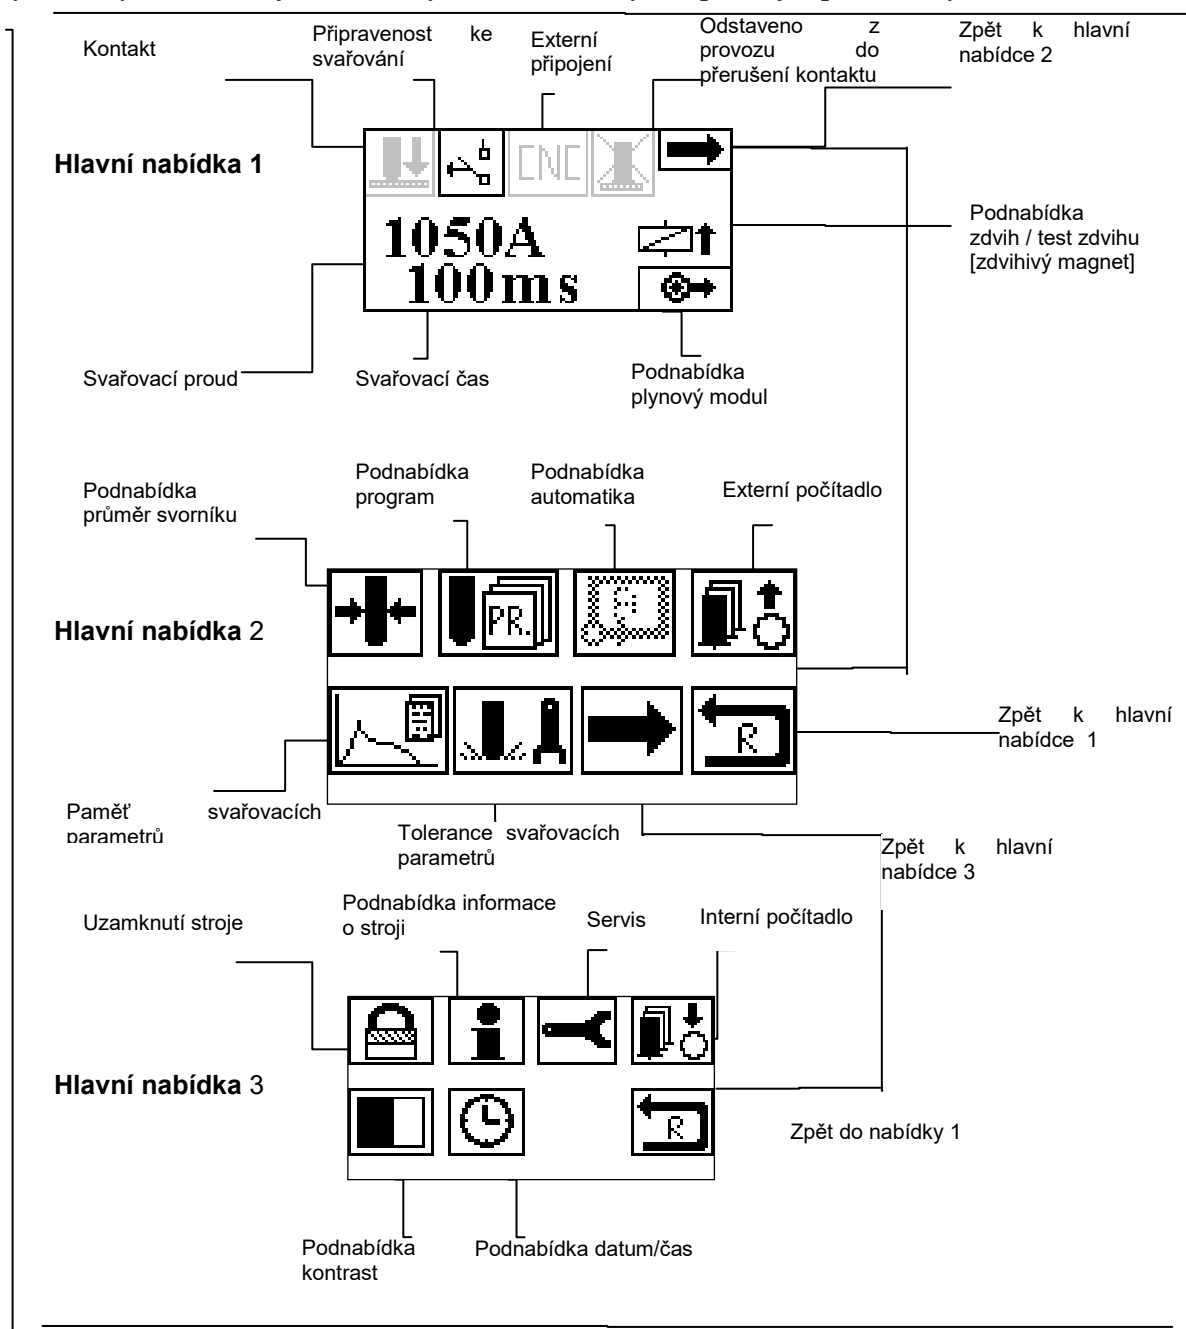 Kontakt
Připravenost ke
svařování
Externí
připojení
Odstaveno z
provozu do
přerušení kontaktu
Zpět k hlavní
nabídce 2
Hlavní nabídka 1
CNC
1050A
100ms
Podnabídka
zdvih / test zdvihu
[zdvihivý magnet]
Svařovací proud
Svařovací čas
Podnabídka
plynový modul
Podnabídka
průměr svorníku
Podnabídka
program
Podnabídka
automatika
Externí počítadlo
Hlavní nabídka 2
PR.
R
Zpět k hlavní
nabídce 1
Paměť svařovacích
parametrů
Tolerance svařovacích
parametrů
Zpět k hlavní
nabídce 3
Uzamknutí stroje
Podnabídka informace
o stroji
Servis
Interní počítadlo
Hlavní nabídka 3
R
Zpět do nabídky 1
Podnabídka
kontrast
Podnabídka datum/čas